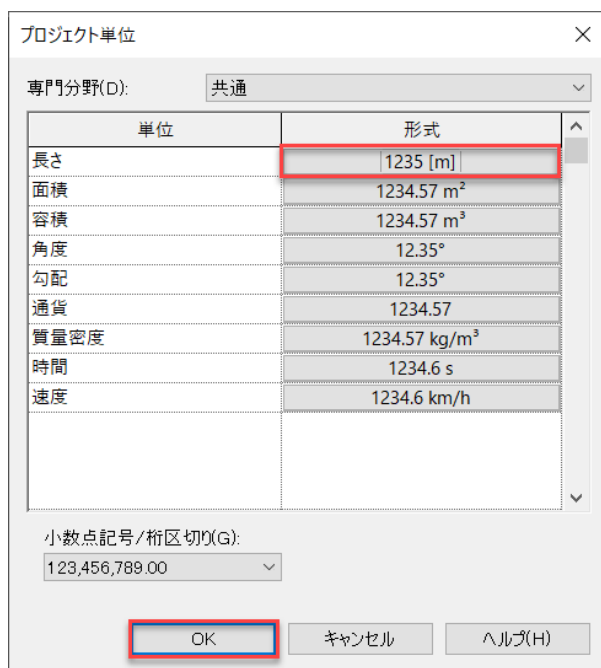 プロジェクト単位
専門分野(D): 共通
単位 形式
長さ 1235 [m]
面積 1234.57 m²
容積 1234.57 m³
角度 12.35°
勾配 12.35°
通貨 1234.57
質量密度 1234.57 kg/m³
時間 1234.6 s
速度 1234.6 km/h
小数点記号/桁区切り(G):
123,456,789.00
OK キャンセル ヘルプ(H)